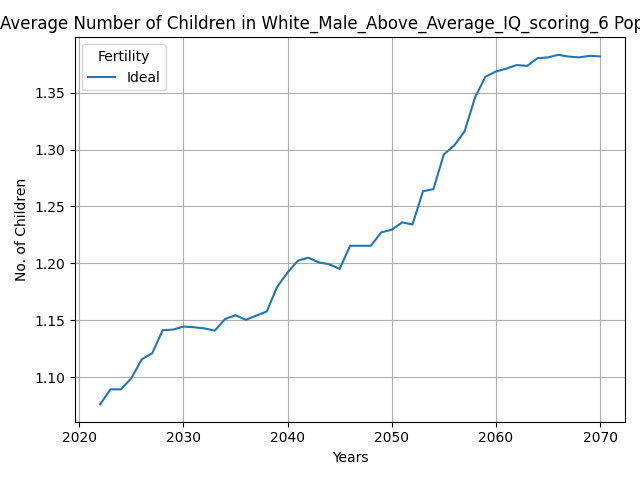 Average Number of Children in White_Male_Above_Average_IQ_scoring_6 Pop
Fertility
Ideal
1.35
1.30
1.25
1.20
1.15
1.10
No. of Children
2020 2030 2040 2050 2060 2070
Years